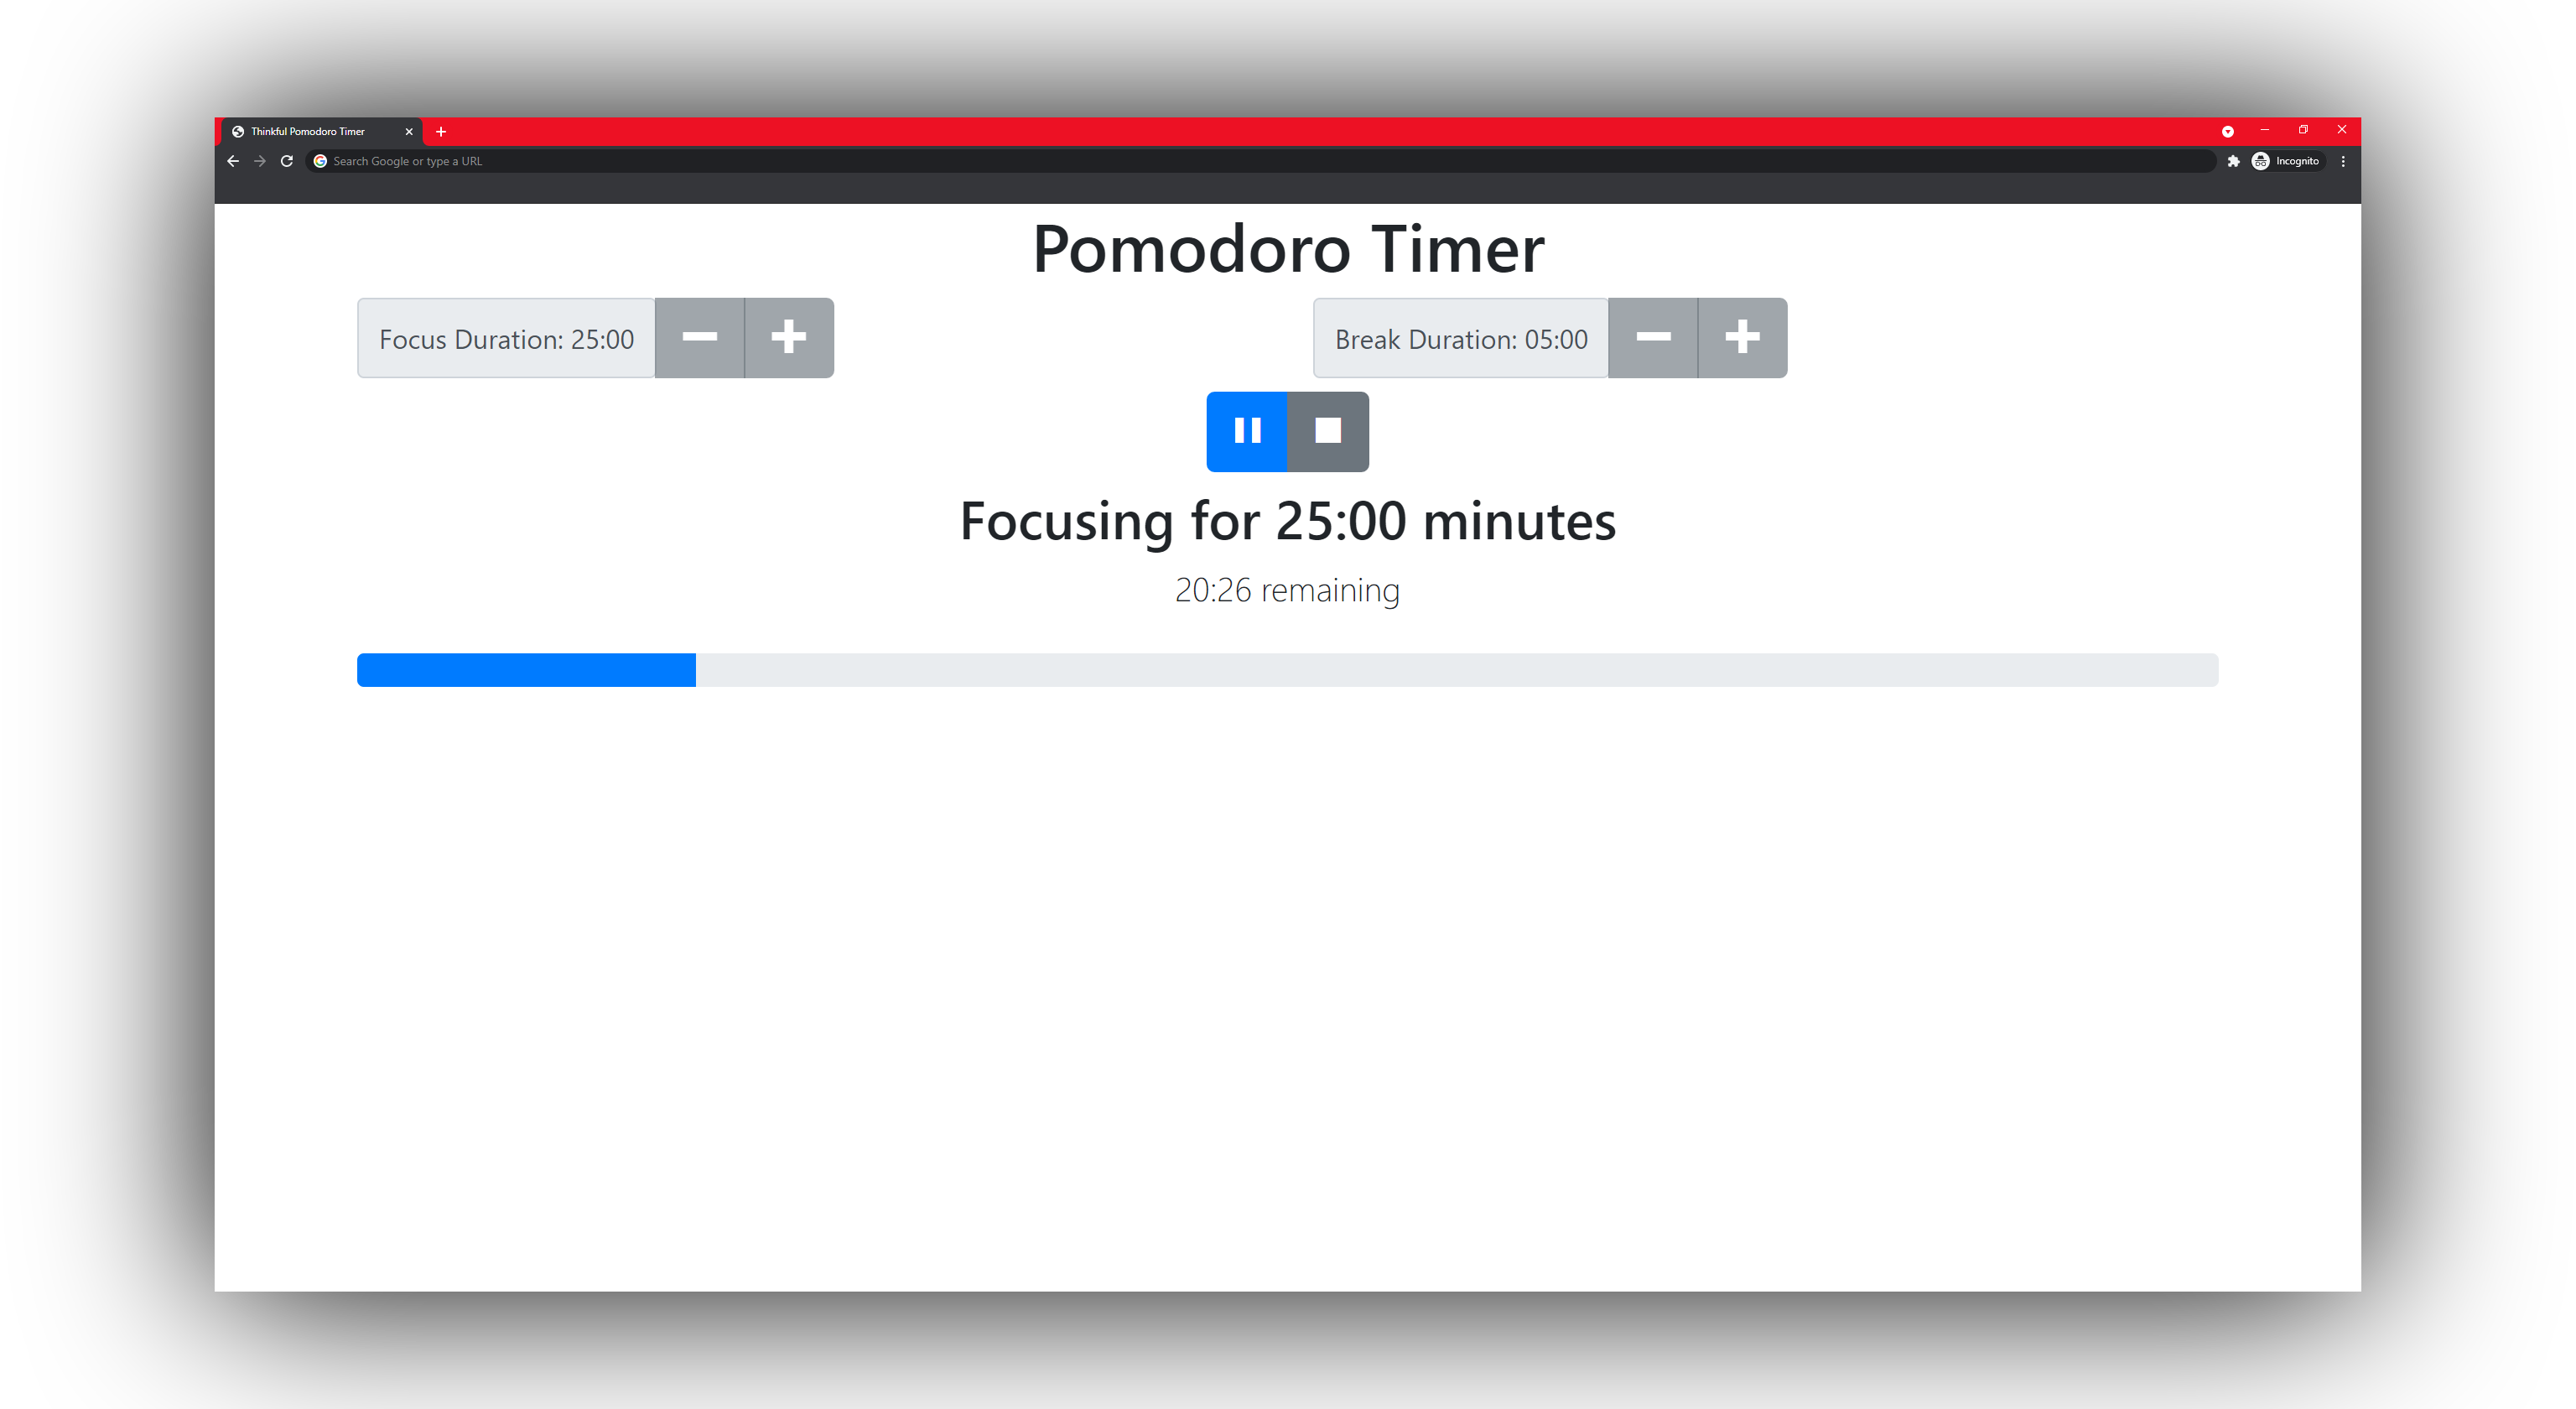 Thinkful Pomodoro Timer
Search Google or type a URL
Incognito
Pomodoro Timer
Focus Duration: 25:00
Break Duration: 05:00
Focusing for 25:00 minutes
20:26 remaining